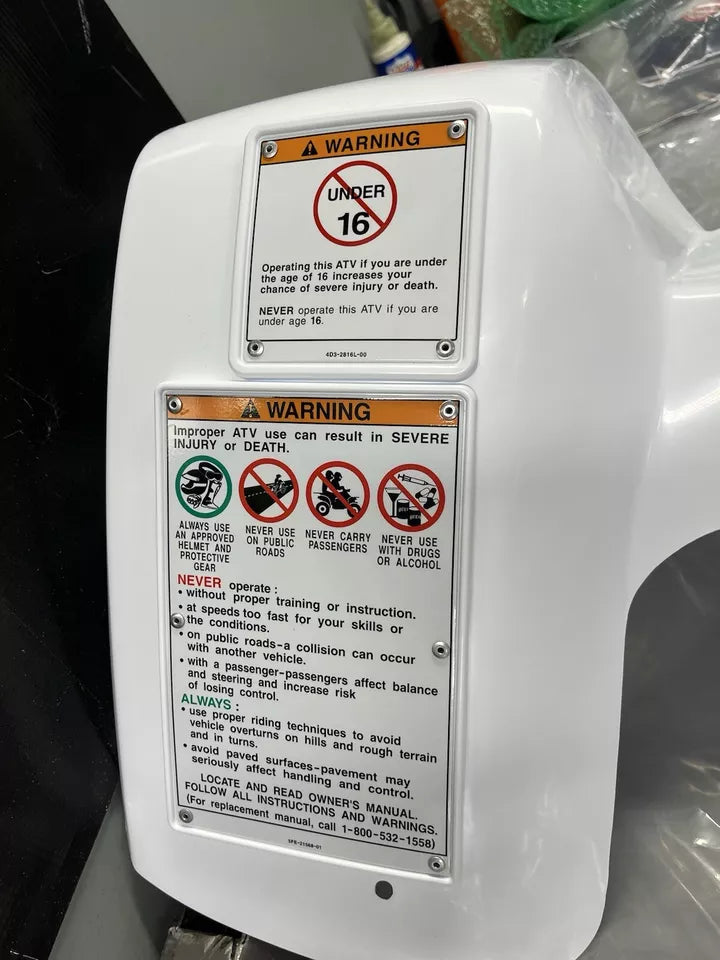 WARNING
UNDER
16
Operating this ATV if you are under
the age of 16 increases your
chance of severe injury or death.
NEVER operate this ATV if you are
under age 16.
4D3-2816L-00
WARNING
Improper ATV use can result in SEVERE
INJURY or DEATH.
ALWAYS USE
AN APPROVED
HELMET AND
PROTECTIVE
GEAR
NEVER USE
ON PUBLIC
ROADS
NEVER CARRY
PASSENGERS
NEVER USE
WITH DRUGS
OR ALCOHOL
NEVER operate :
• without proper training or instruction.
• at speeds too fast for your skills or
the conditions.
• on public roads-a collision can occur
with another vehicle.
• with a passenger-passengers affect balance
and steering and increase risk
of losing control.
ALWAYS :
• use proper riding techniques to avoid
vehicle overturns on hills and rough terrain
and in turns.
• avoid paved surfaces-pavement may
seriously affect handling and control.
LOCATE AND READ OWNER'S MANUAL.
FOLLOW ALL INSTRUCTIONS AND WARNINGS.
(For replacement manual, call 1-800-532-1558)